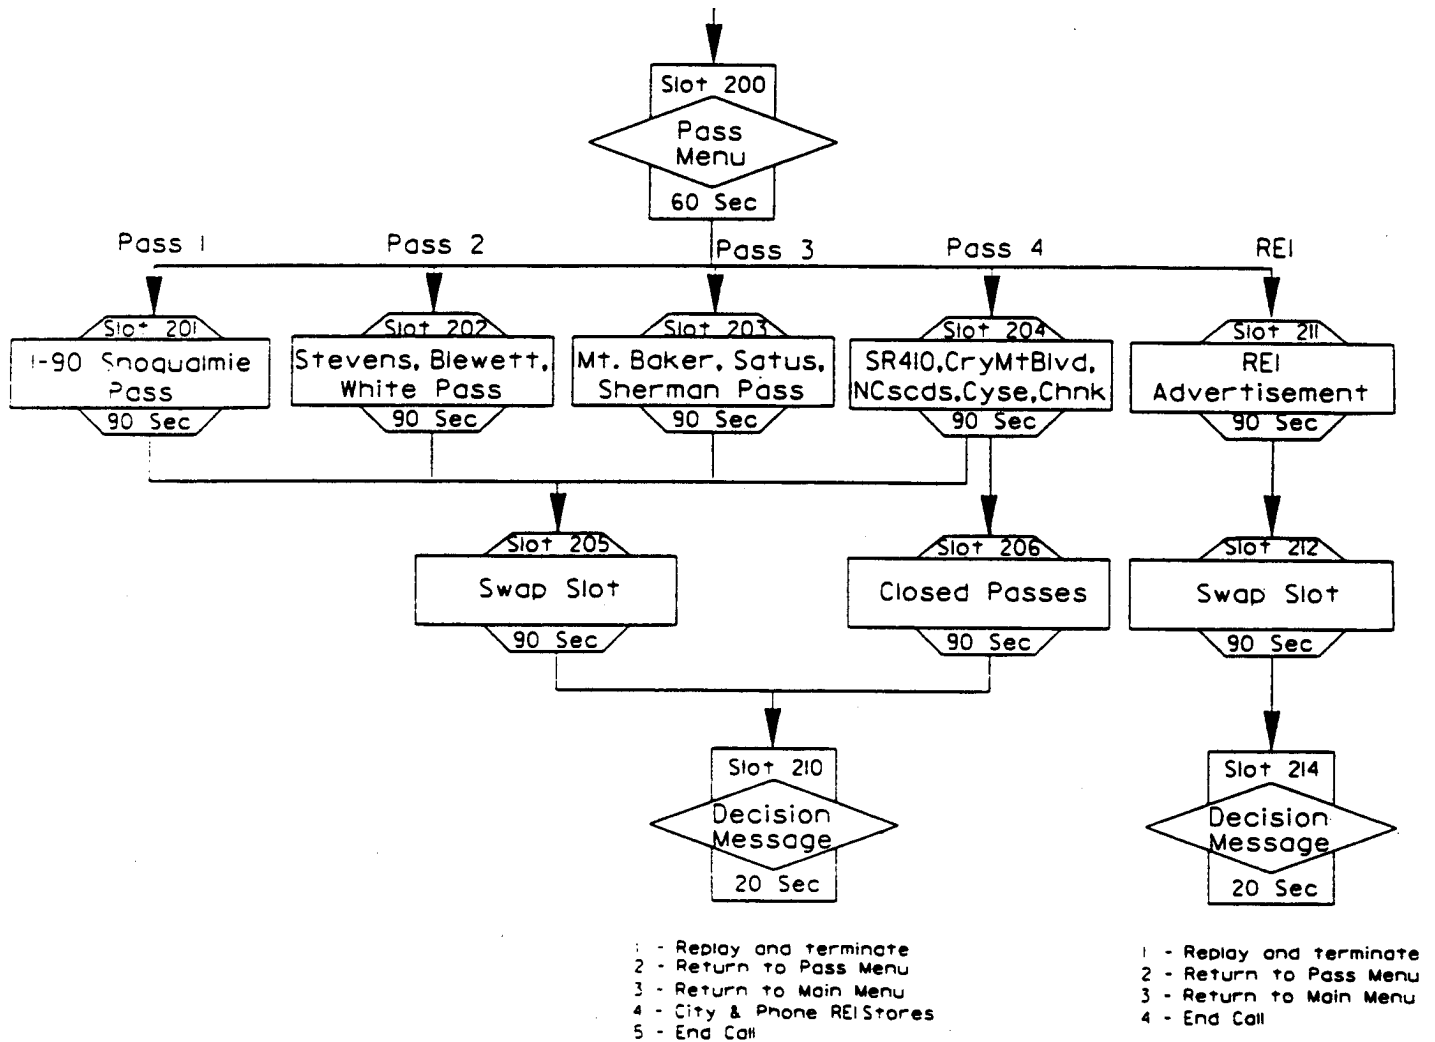 Slot 200
Pass
Menu
60 Sec
Pass 1
Pass 2
Pass 3
Pass 4
REI
Slot 201
I-90 Snoqualmie
Pass
90 Sec
Slot 202
Stevens, Blewett,
White Pass
90 Sec
Slot 203
Mt. Baker, Satus,
Sherman Pass
90 Sec
Slot 204
SR410,CryMtBlvd,
NCscds,Cyse,Chnk
90 Sec
Slot 211
REI
Advertisement
90 Sec
Slot 205
Swap Slot
90 Sec
Slot 206
Closed Passes
90 Sec
Slot 212
Swap Slot
90 Sec
Slot 210
Decision
Message
20 Sec
Slot 214
Decision
Message
20 Sec
1 - Replay and terminate
2 - Return to Pass Menu
3 - Return to Main Menu
4 - City & Phone REI Stores
5 - End Call
1 - Replay and terminate
2 - Return to Pass Menu
3 - Return to Main Menu
4 - End Call